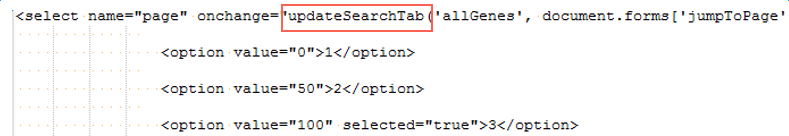 <select name="page" onchange="updateSearchTab('allGenes', document.forms['jumpToPage'
<option value="0">1</option>
<option value="50">2</option>
<option value="100" selected="true">3</option>